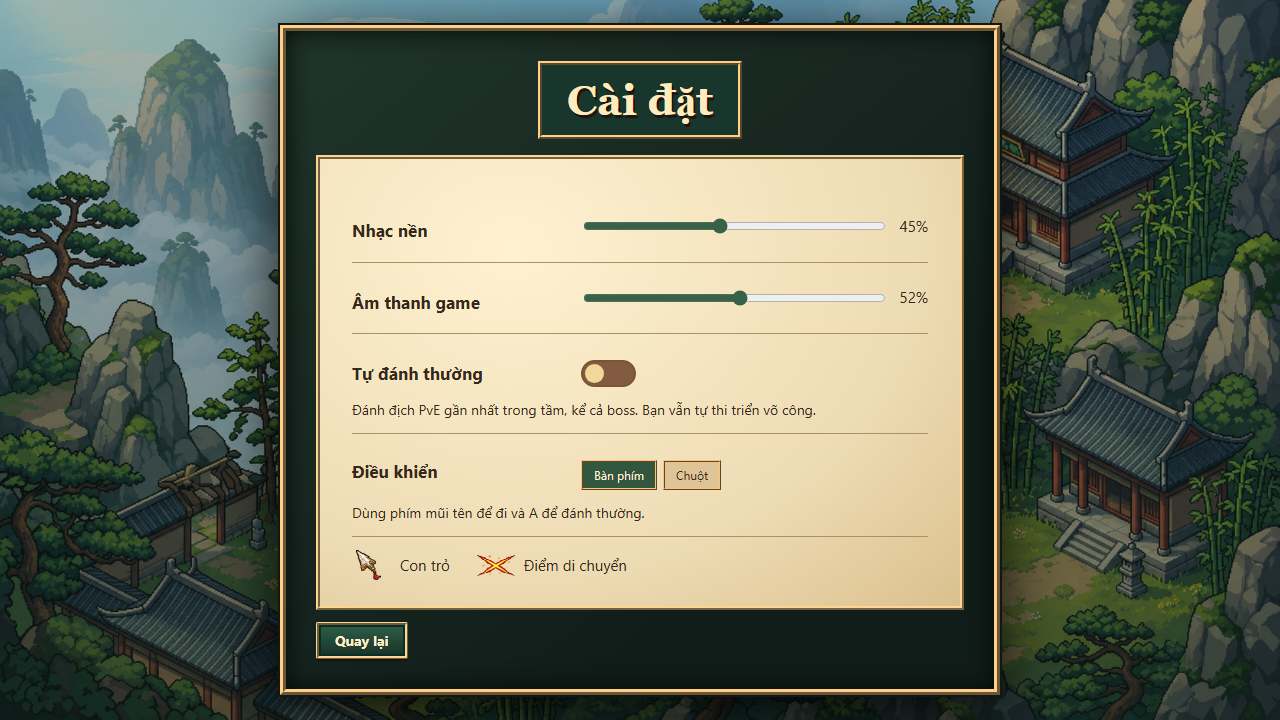 Cài đặt
Nhạc nền 45%
Âm thanh game 52%
Tự đánh thường
Đánh địch PvE gần nhất trong tầm, kể cả boss. Bạn vẫn tự thi triển võ công.
Điều khiển Bàn phím Chuột
Dùng phím mũi tên để đi và A để đánh thường.
Con trỏ Điểm di chuyển
Quay lại